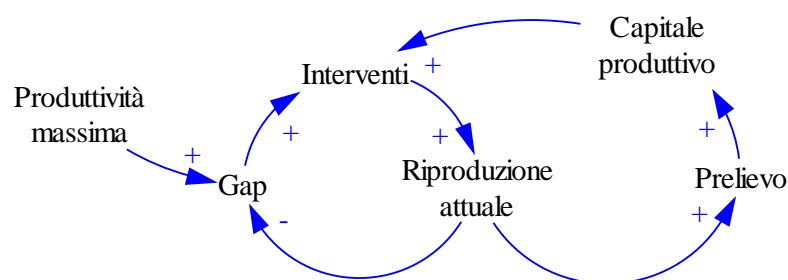 Capitale
produttivo
+
Interventi
+
+
+
Produttività
massima
+
Gap
-
Riproduzione
attuale
+
Prelievo
+